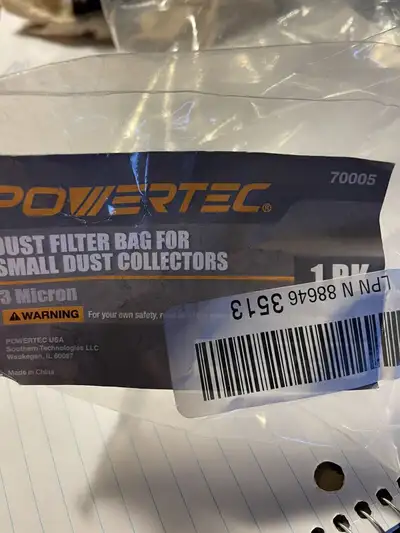 70005
POWERTEC®
DUST FILTER BAG FOR
SMALL DUST COLLECTORS
1 PK
3 Micron
WARNING For your own safety,
POWERTEC USA
Southern Technologies LLC
Waukegan, IL 60087
Made in China
LPN N 88646 3513